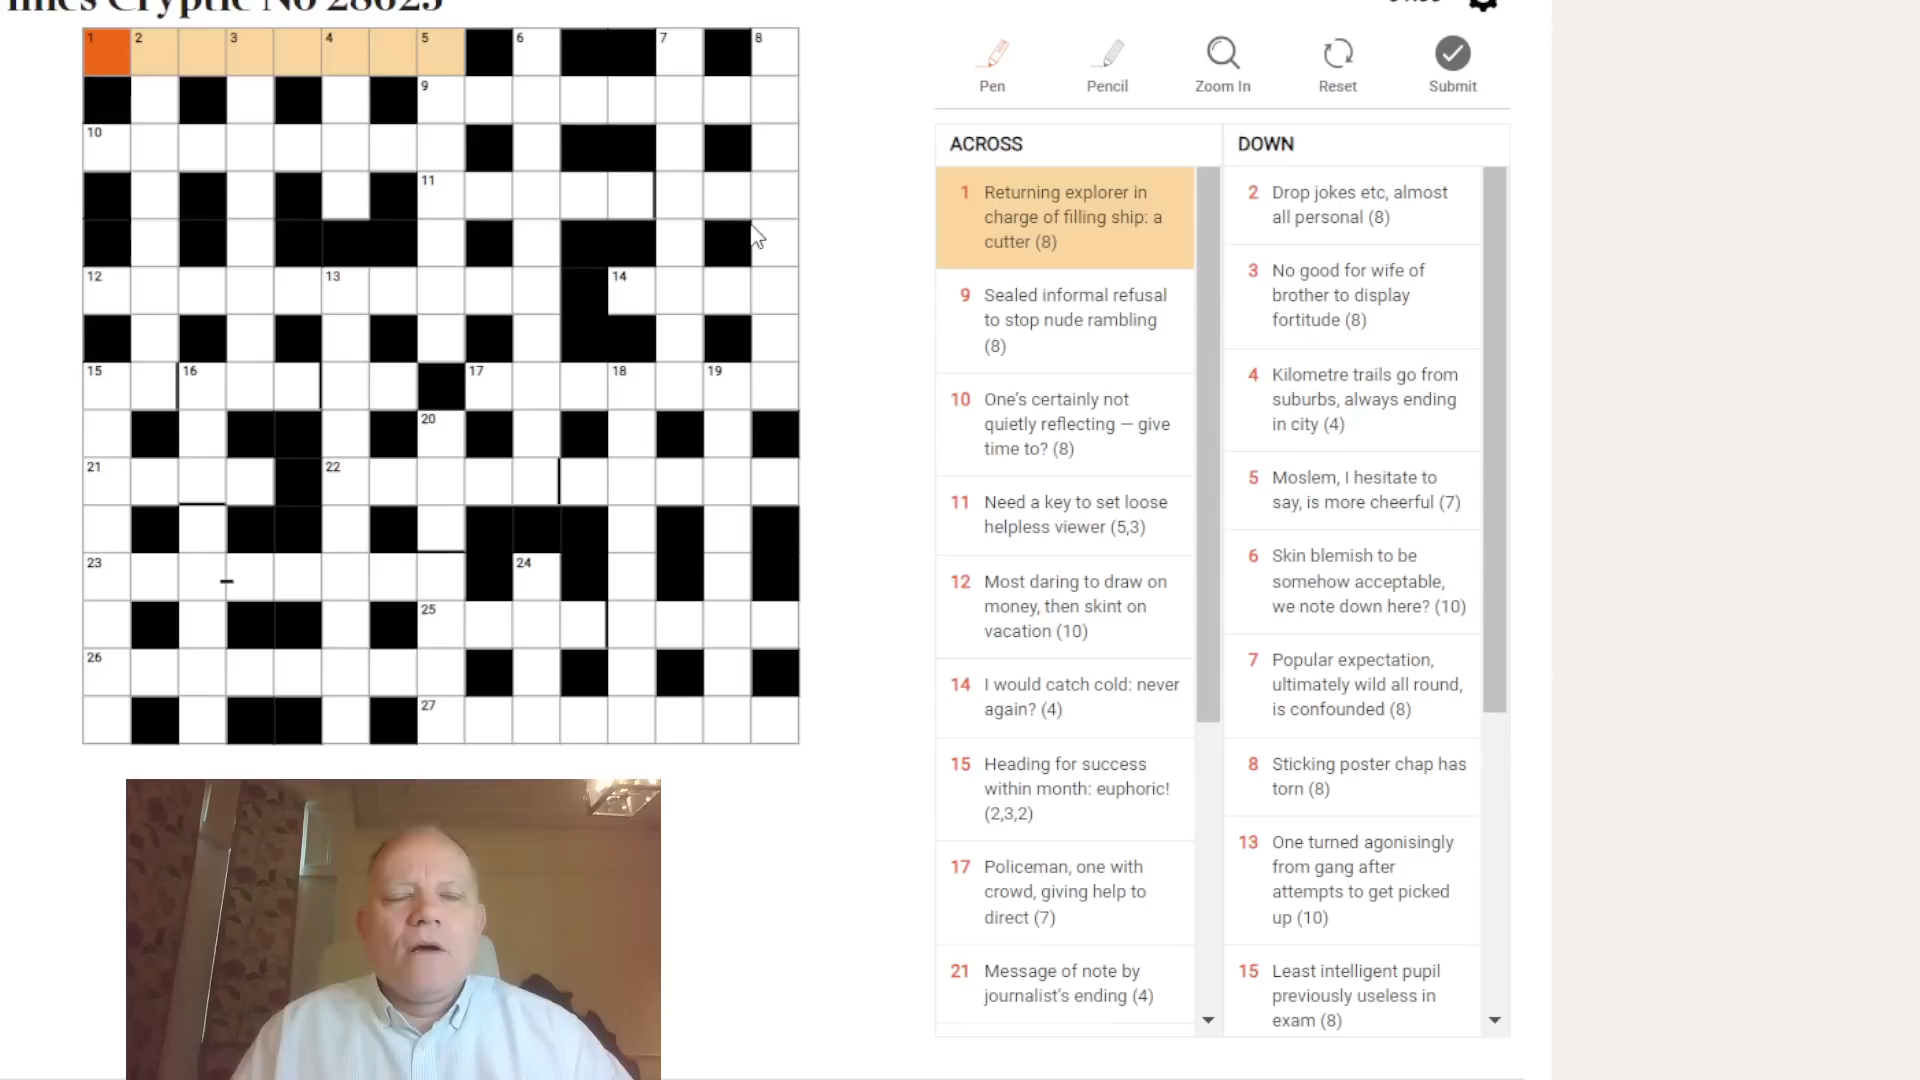 Times Cryptic No 28623
1 2 3 4 5 6 7 8
9
10
11
12 13 14
15 16 17 18 19
20
21 22
23 24
25
26
27
Pen
Pencil
Zoom In
Reset
Submit
ACROSS
1 Returning explorer in
charge of filling ship: a
cutter (8)
9 Sealed informal refusal
to stop nude rambling
(8)
10 One's certainly not
quietly reflecting — give
time to? (8)
11 Need a key to set loose
helpless viewer (5,3)
12 Most daring to draw on
money, then skint on
vacation (10)
14 I would catch cold: never
again? (4)
15 Heading for success
within month: euphoric!
(2,3,2)
17 Policeman, one with
crowd, giving help to
direct (7)
21 Message of note by
journalist's ending (4)
DOWN
2 Drop jokes etc, almost
all personal (8)
3 No good for wife of
brother to display
fortitude (8)
4 Kilometre trails go from
suburbs, always ending
in city (4)
5 Moslem, I hesitate to
say, is more cheerful (7)
6 Skin blemish to be
somehow acceptable,
we note down here? (10)
7 Popular expectation,
ultimately wild all round,
is confounded (8)
8 Sticking poster chap has
torn (8)
13 One turned agonisingly
from gang after
attempts to get picked
up (10)
15 Least intelligent pupil
previously useless in
exam (8)